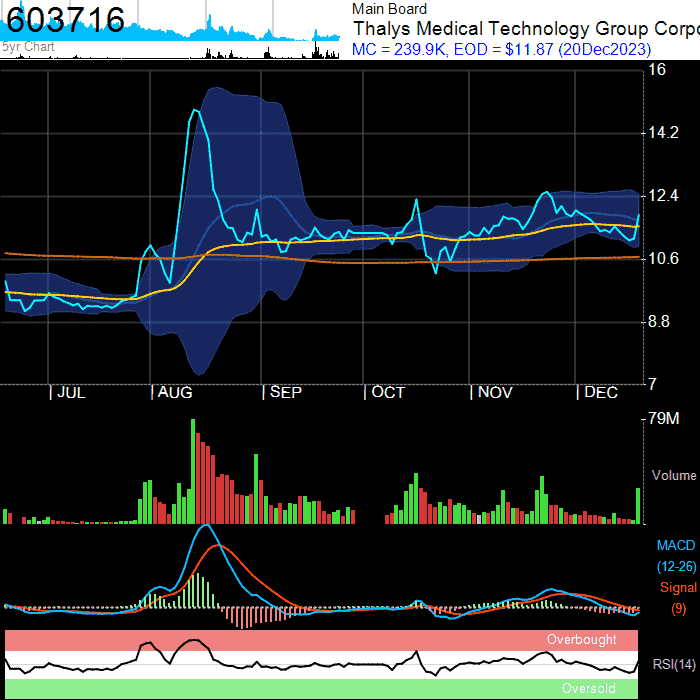 603716
5yr Chart
Main Board
Thalys Medical Technology Group Corpo
MC = 239.9K, EOD = $11.87 (20Dec2023)
16
14.2
12.4
10.6
8.8
7
JUL
AUG
SEP
OCT
NOV
DEC
79M
Volume
MACD
(12-26)
Signal
(9)
Overbought
RSI(14)
Oversold